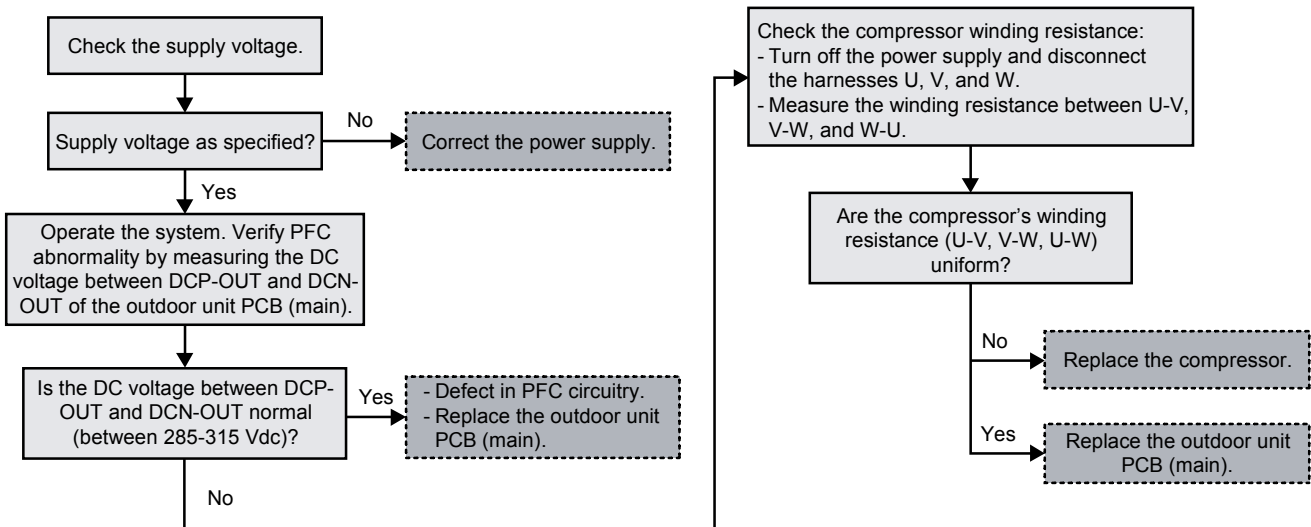 Check the supply voltage.
Supply voltage as specified?
No
Correct the power supply.
Yes
Operate the system. Verify PFC
abnormality by measuring the DC
voltage between DCP-OUT and DCN-
OUT of the outdoor unit PCB (main).
Is the DC voltage between DCP-
OUT and DCN-OUT normal
(between 285-315 Vdc)?
Yes
- Defect in PFC circuitry.
- Replace the outdoor unit
PCB (main).
No
Check the compressor winding resistance:
- Turn off the power supply and disconnect
the harnesses U, V, and W.
- Measure the winding resistance between U-V,
V-W, and W-U.
Are the compressor’s winding
resistance (U-V, V-W, U-W)
uniform?
No
Replace the compressor.
Yes
Replace the outdoor unit
PCB (main).